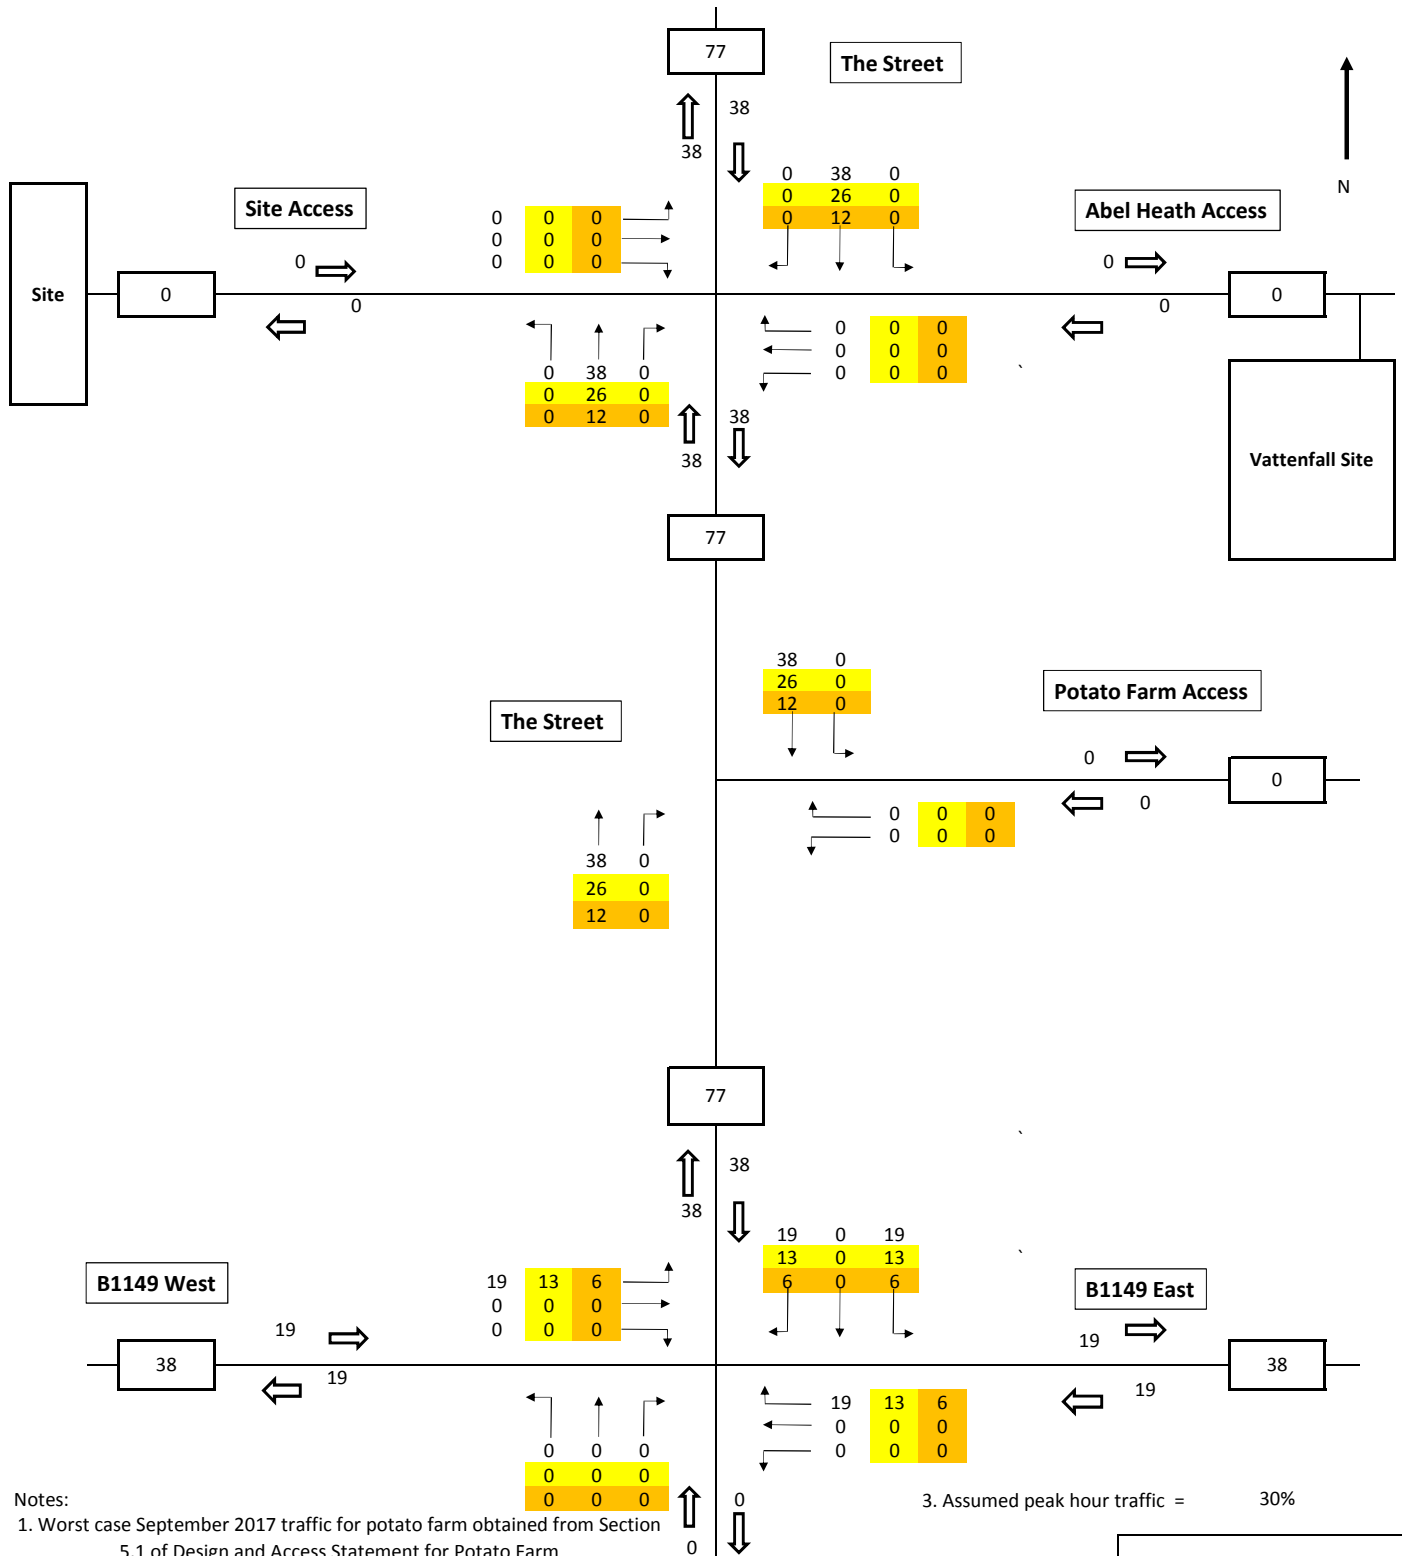 77
The Street
38
38
N
0 38 0
0 26 0
0 12 0
Site Access
Abel Heath Access
0 0 0
0 0 0
0 0 0
0
0
Site
0
0
0
0
0 0 0
0 0 0
0 0 0
`
0 38 0
0 26 0
0 12 0
38
38
Vattenfall Site
77
38 0
26 0
12 0
Potato Farm Access
The Street
0
0
0
0 0 0
0 0 0
38 0
26 0
12 0
77
`
38
38
19 0 19
13 0 13
6 0 6
`
B1149 West
19 13 6
0 0 0
0 0 0
B1149 East
19
19
38
38
19
19
19 13 6
0 0 0
0 0 0
0 0 0
0 0 0
0 0 0
0
0
Notes:
3. Assumed peak hour traffic = 30%
1. Worst case September 2017 traffic for potato farm obtained from Section
5.1 of Design and Access Statement for Potato Farm